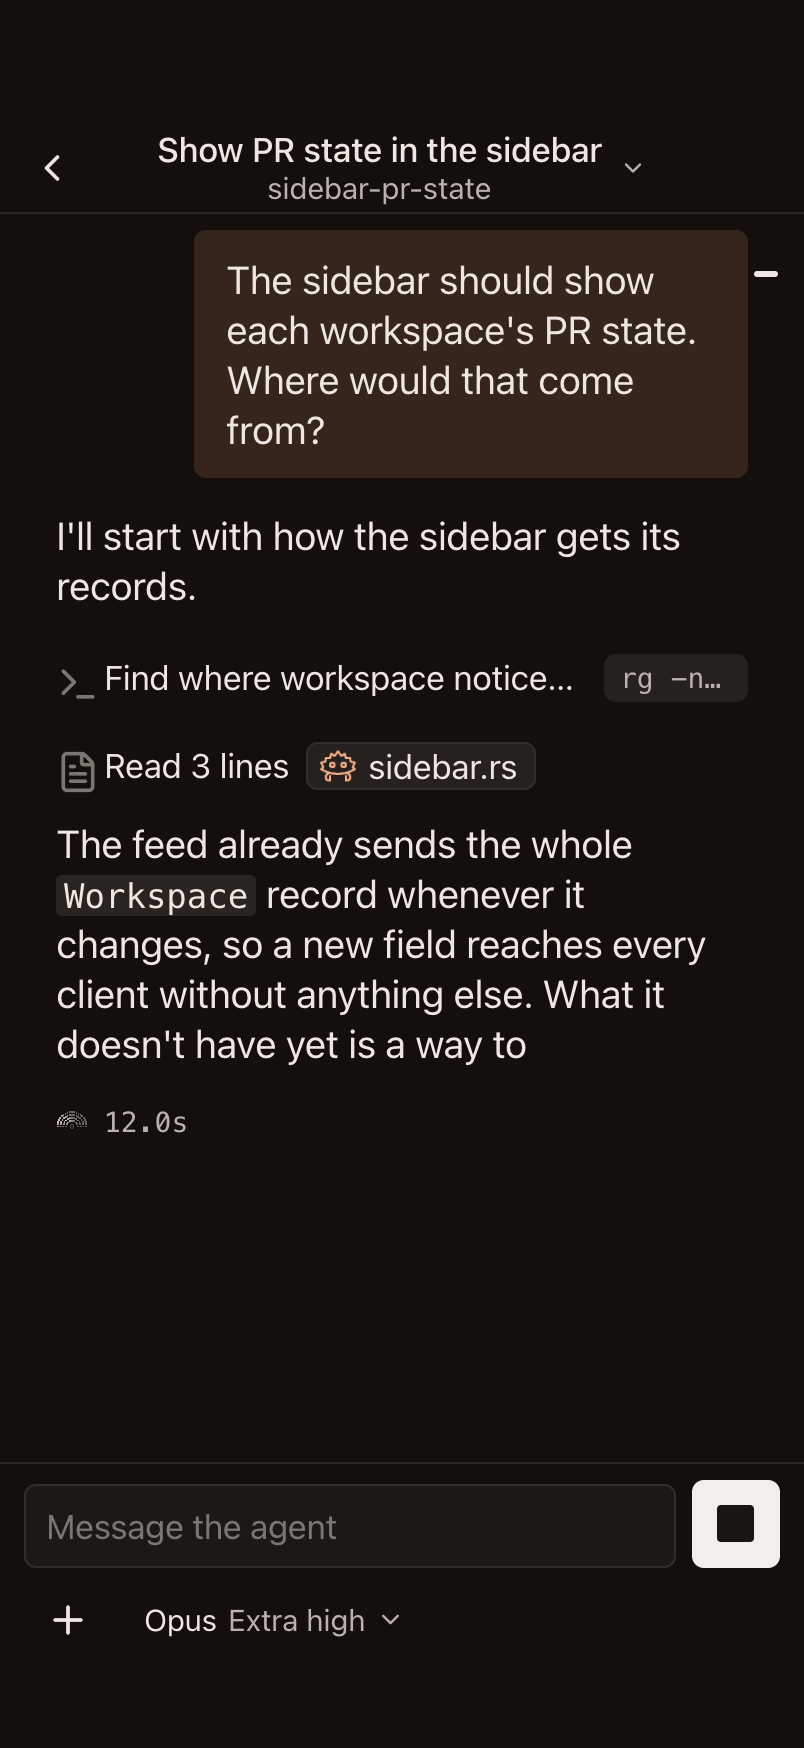 Show PR state in the sidebar
sidebar-pr-state
The sidebar should show
each workspace's PR state.
Where would that come
from?
I'll start with how the sidebar gets its
records.
Find where workspace notice... rg -n…
Read 3 lines sidebar.rs
The feed already sends the whole
Workspace record whenever it
changes, so a new field reaches every
client without anything else. What it
doesn't have yet is a way to
12.0s
Message the agent
Opus Extra high